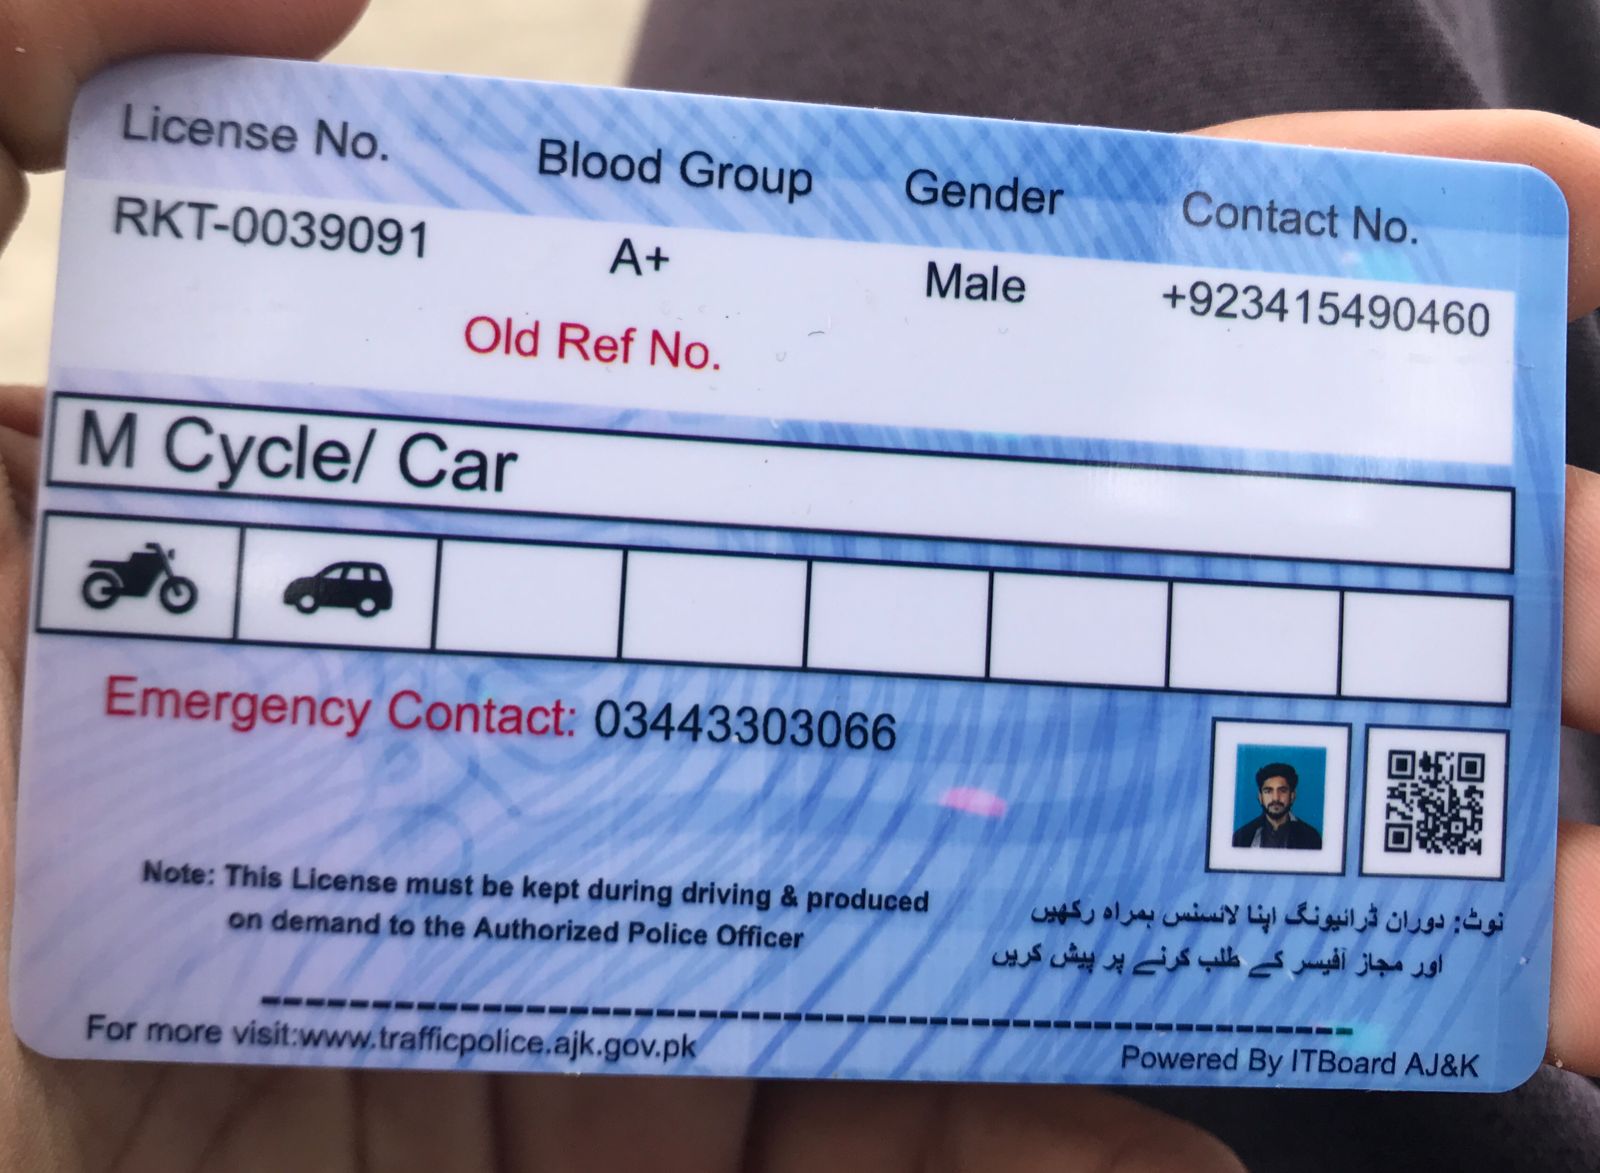 License No. Blood Group Gender Contact No.
RKT-0039091 A+ Male +923415490460
Old Ref No.
M Cycle/ Car
Emergency Contact: 03443303066
Note: This License must be kept during driving & produced
on demand to the Authorized Police Officer
نوٹ: دوران ڈرائیونگ اپنا لائسنس ہمراہ رکھیں
اور مجاز آفیسر کے طلب کرنے پر پیش کریں
For more visit:www.trafficpolice.ajk.gov.pk
Powered By ITBoard AJ&K